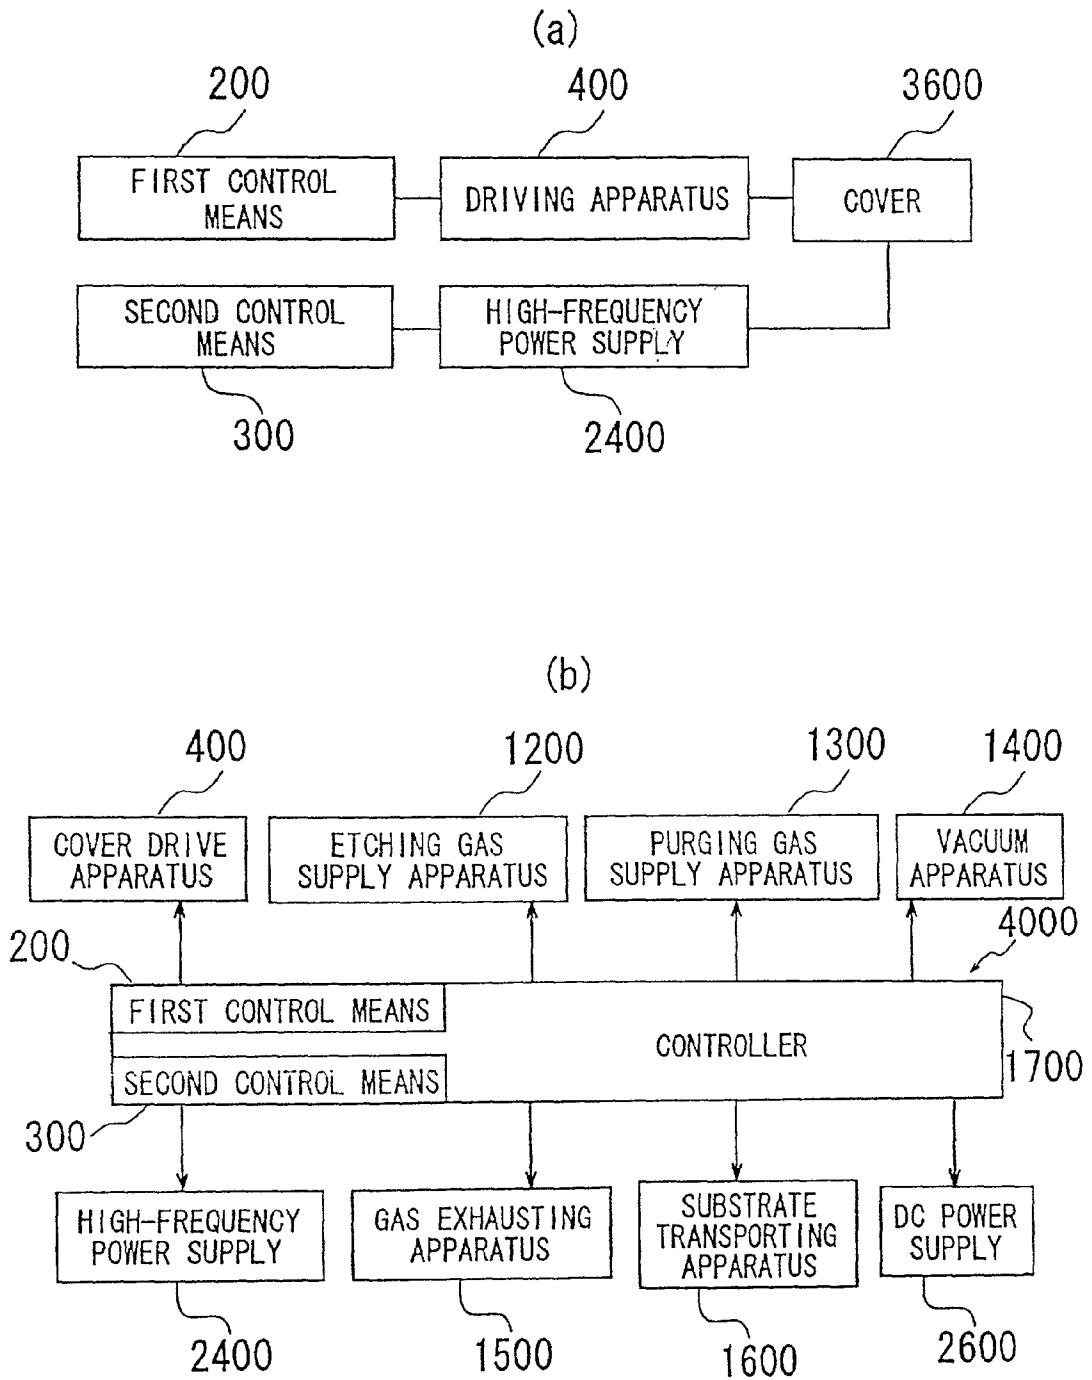 (a)
200
400
3600
FIRST CONTROL
MEANS
DRIVING APPARATUS
COVER
SECOND CONTROL
MEANS
HIGH-FREQUENCY
POWER SUPPLY
300
2400
(b)
400
1200
1300
1400
COVER DRIVE
APPARATUS
ETCHING GAS
SUPPLY APPARATUS
PURGING GAS
SUPPLY APPARATUS
VACUUM
APPARATUS
4000
200
FIRST CONTROL MEANS
CONTROLLER
1700
SECOND CONTROL MEANS
300
HIGH-FREQUENCY
POWER SUPPLY
GAS EXHAUSTING
APPARATUS
SUBSTRATE
TRANSPORTING
APPARATUS
DC POWER
SUPPLY
2400
1500
1600
2600